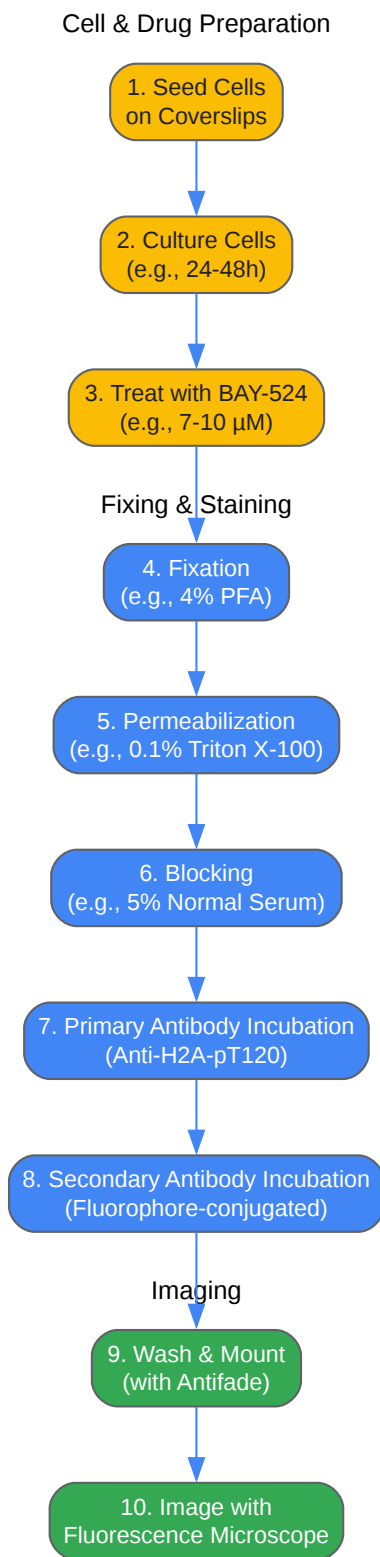 Cell & Drug Preparation
1. Seed Cells
on Coverslips
2. Culture Cells
(e.g., 24-48h)
3. Treat with BAY-524
(e.g., 7-10 µM)
Fixing & Staining
4. Fixation
(e.g., 4% PFA)
5. Permeabilization
(e.g., 0.1% Triton X-100)
6. Blocking
(e.g., 5% Normal Serum)
7. Primary Antibody Incubation
(Anti-H2A-pT120)
8. Secondary Antibody Incubation
(Fluorophore-conjugated)
Imaging
9. Wash & Mount
(with Antifade)
10. Image with
Fluorescence Microscope